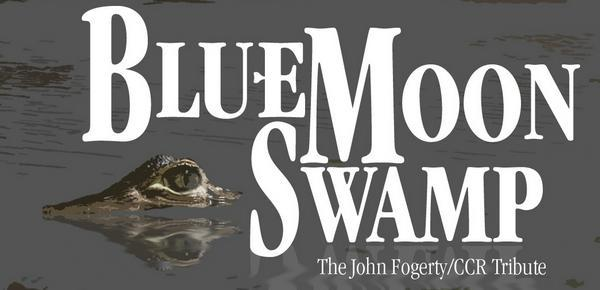 BLUE MOON
SWAMP
The John Fogerty/CCR Tribute